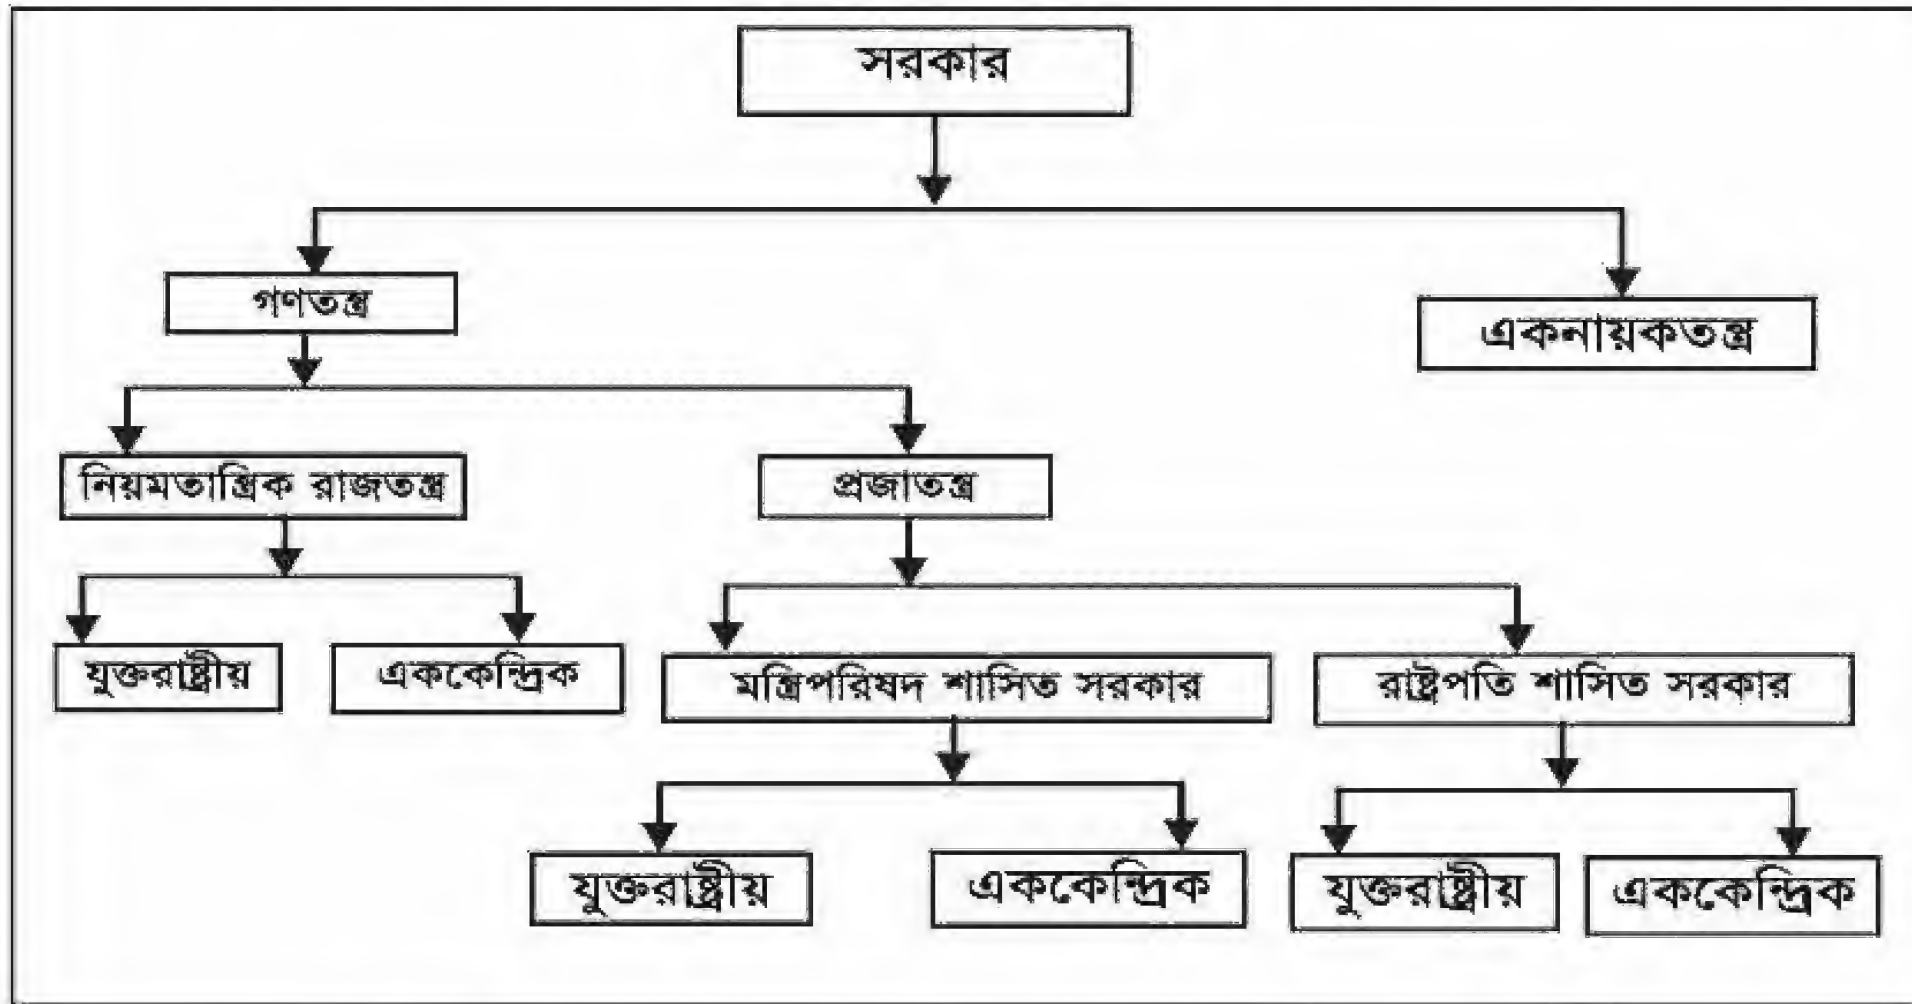 সরকার
গণতন্ত্র
একনায়কতন্ত্র
নিয়মতান্ত্রিক রাজতন্ত্র
প্রজাতন্ত্র
যুক্তরাষ্ট্রীয়
এককেন্দ্রিক
মন্ত্রিপরিষদ শাসিত সরকার
রাষ্ট্রপতি শাসিত সরকার
যুক্তরাষ্ট্রীয়
এককেন্দ্রিক
যুক্তরাষ্ট্রীয়
এককেন্দ্রিক